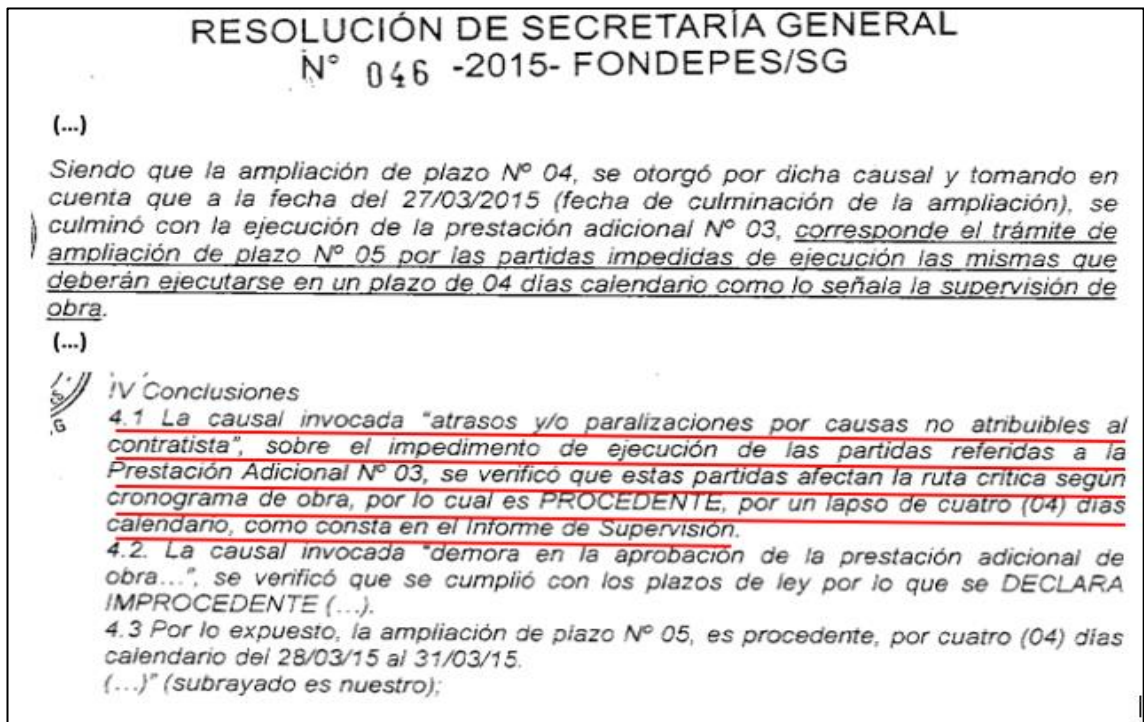 RESOLUCIÓN DE SECRETARÍA GENERAL
N° 046 -2015- FONDEPES/SG
(...)
Siendo que la ampliación de plazo Nº 04, se otorgó por dicha causal y tomando en
cuenta que a la fecha del 27/03/2015 (fecha de culminación de la ampliación), se
culminó con la ejecución de la prestación adicional Nº 03, corresponde el trámite de
ampliación de plazo Nº 05 por las partidas impedidas de ejecución las mismas que
deberán ejecutarse en un plazo de 04 días calendario como lo señala la supervisión de
obra.
(...)
IV Conclusiones
4.1 La causal invocada "atrasos y/o paralizaciones por causas no atribuibles al
contratista", sobre el impedimento de ejecución de las partidas referidas a la
Prestación Adicional Nº 03, se verificó que estas partidas afectan la ruta crítica según
cronograma de obra, por lo cual es PROCEDENTE, por un lapso de cuatro (04) días
calendario, como consta en el Informe de Supervisión.
4.2. La causal invocada "demora en la aprobación de la prestación adicional de
obra...", se verificó que se cumplió con los plazos de ley por lo que se DECLARA
IMPROCEDENTE (...).
4.3 Por lo expuesto, la ampliación de plazo Nº 05, es procedente, por cuatro (04) días
calendario del 28/03/15 al 31/03/15.
(...)" (subrayado es nuestro);